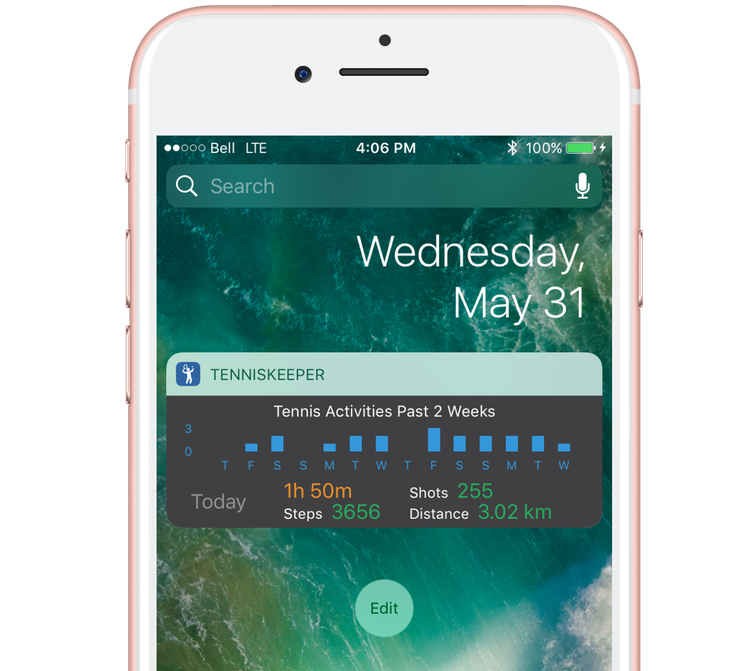 Bell LTE 4:06 PM 100%
Search
Wednesday,
May 31
TENNISKEEPER
Tennis Activities Past 2 Weeks
3
0
T F S S M T W T F S S M T W
Today
1h 50m Shots 255
Steps 3656 Distance 3.02 km
Edit